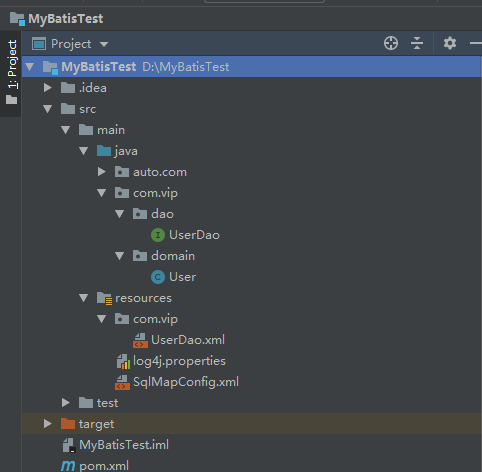 MyBatisTest
1: Project
Project
MyBatisTest D:\MyBatisTest
.idea
src
main
java
auto.com
com.vip
dao
I UserDao
domain
C User
resources
com.vip
UserDao.xml
log4j.properties
SqlMapConfig.xml
test
target
MyBatisTest.iml
m pom.xml